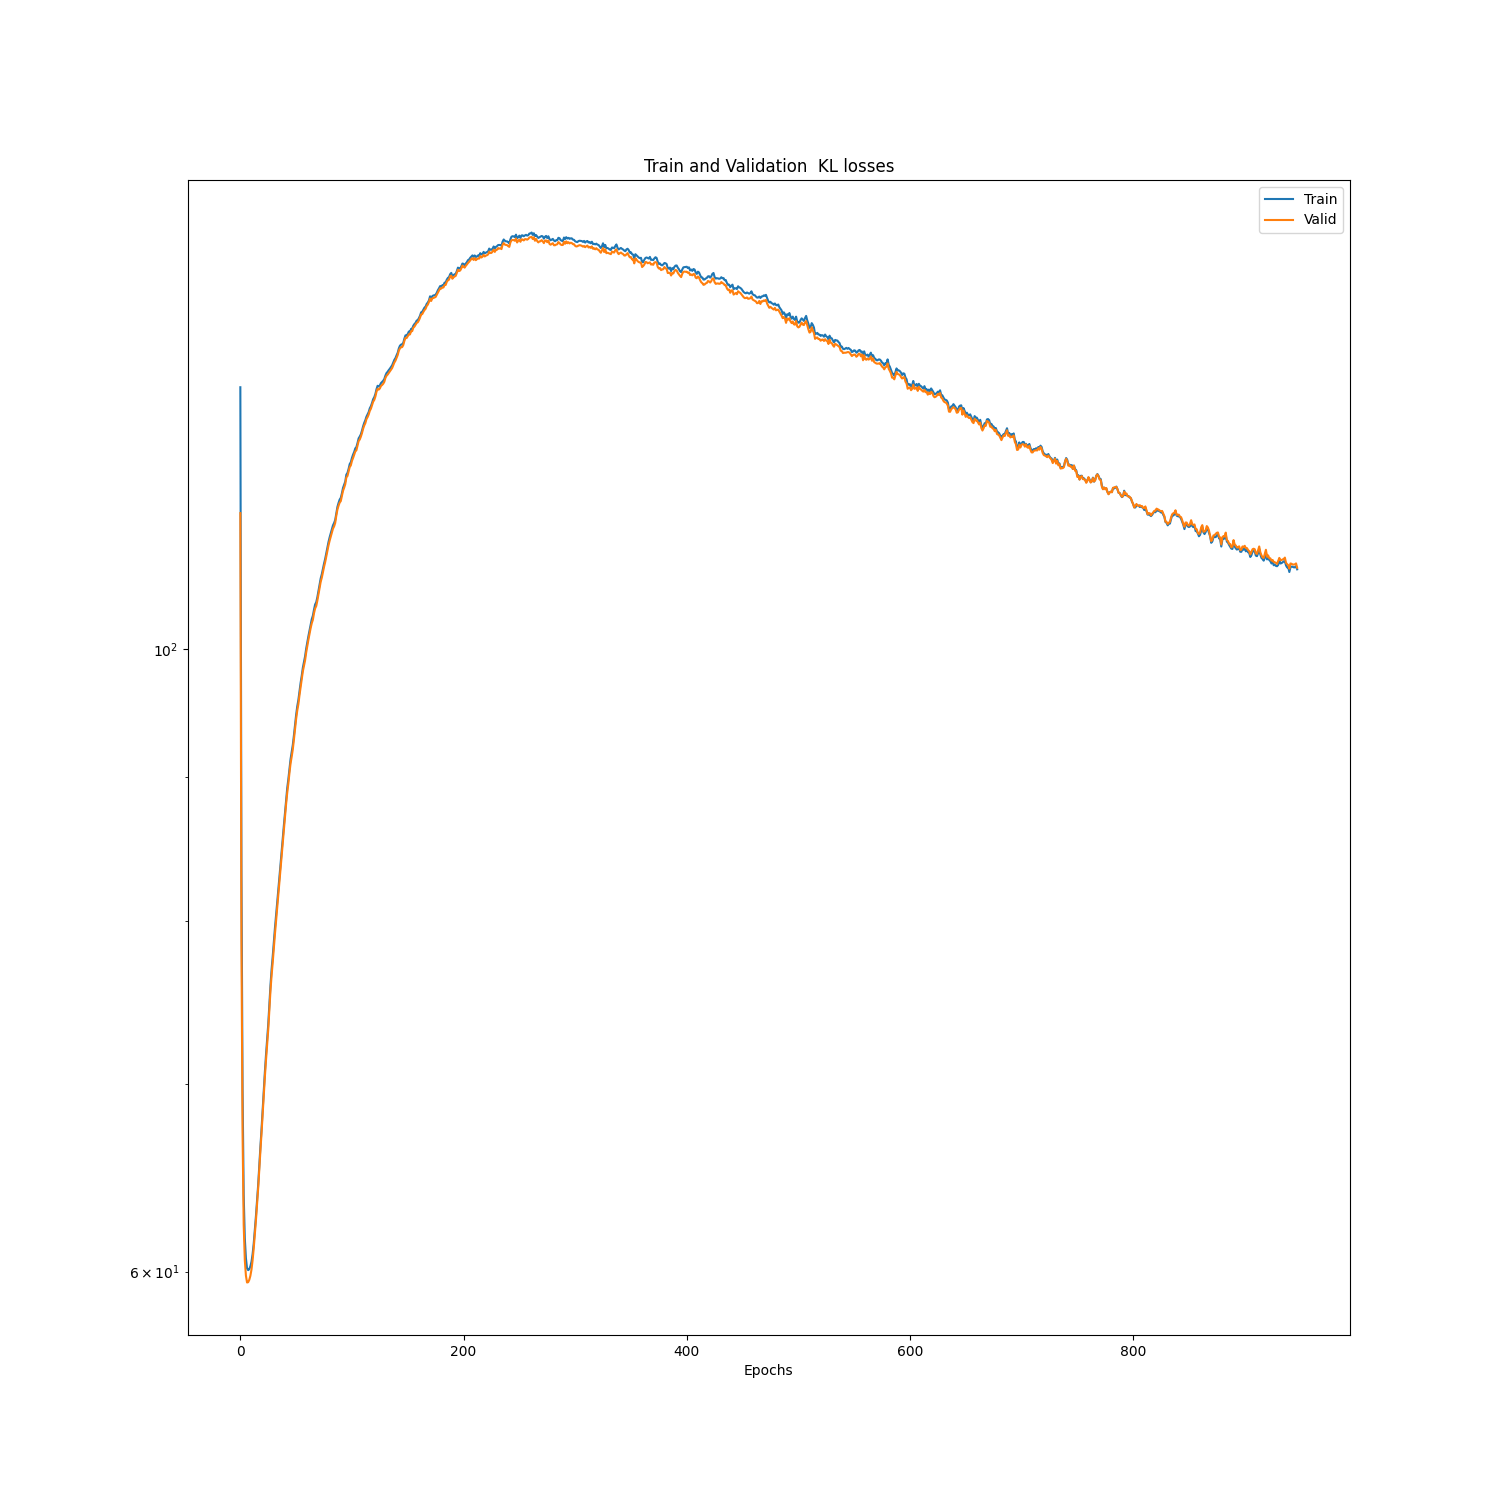 Train and Validation  KL losses
Train
Valid
10²
6 × 10¹
0 200 400 600 800
Epochs